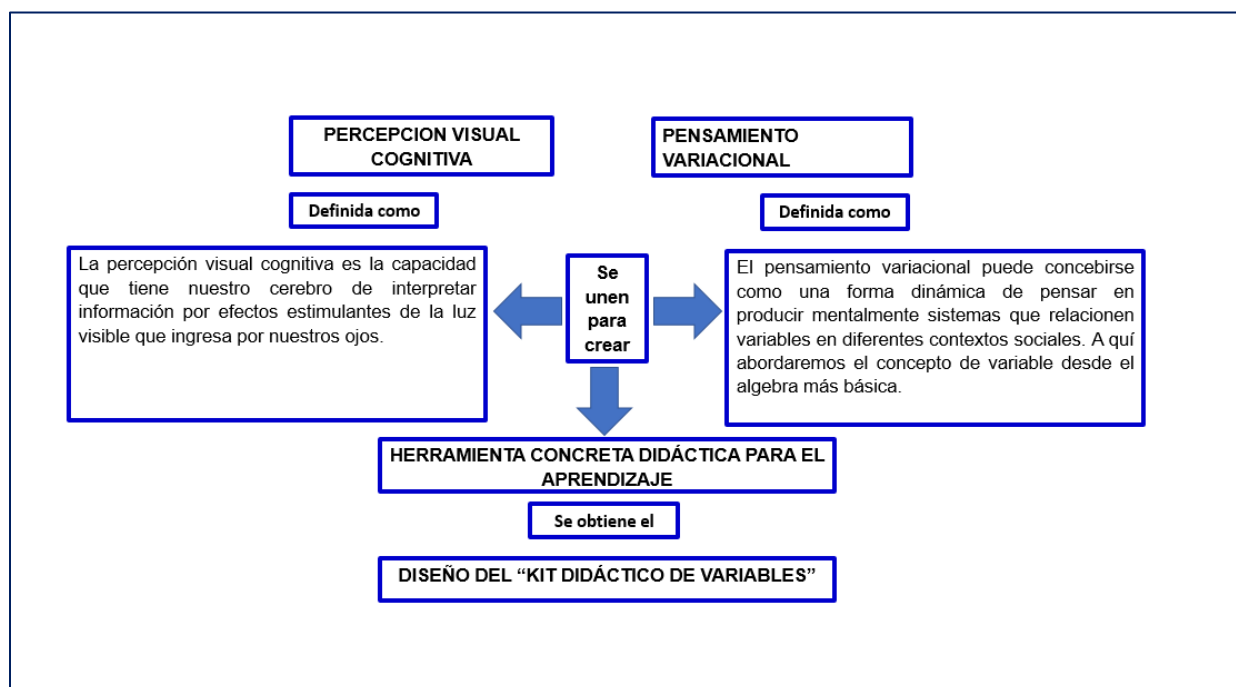 PERCEPCION VISUAL
COGNITIVA
PENSAMIENTO
VARIACIONAL
Definida como
Definida como
La percepción visual cognitiva es la capacidad
que tiene nuestro cerebro de interpretar
información por efectos estimulantes de la luz
visible que ingresa por nuestros ojos.
Se
unen
para
crear
El pensamiento variacional puede concebirse
como una forma dinámica de pensar en
producir mentalmente sistemas que relacionen
variables en diferentes contextos sociales. A quí
abordaremos el concepto de variable desde el
algebra más básica.
HERRAMIENTA CONCRETA DIDÁCTICA PARA EL
APRENDIZAJE
Se obtiene el
DISEÑO DEL “KIT DIDÁCTICO DE VARIABLES”